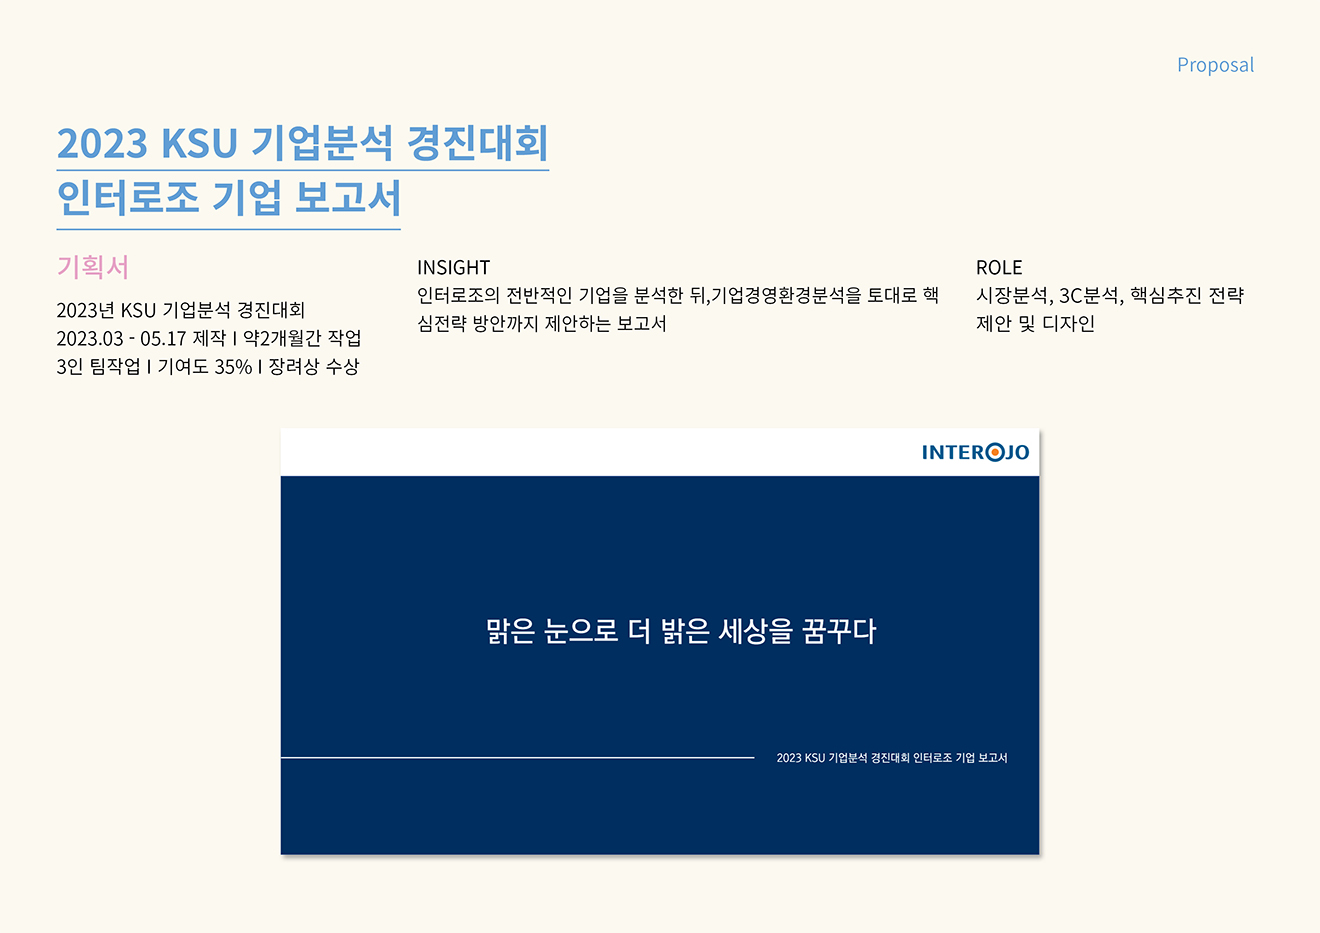 Proposal
2023 KSU 기업분석 경진대회
인터로조 기업 보고서
기획서
2023년 KSU 기업분석 경진대회
2023.03 - 05.17 제작 I 약2개월간 작업
3인 팀작업 I 기여도 35% I 장려상 수상
INSIGHT
인터로조의 전반적인 기업을 분석한 뒤,기업경영환경분석을 토대로 핵
심전략 방안까지 제안하는 보고서
ROLE
시장분석, 3C분석, 핵심추진 전략
제안 및 디자인
INTEROJO
맑은 눈으로 더 밝은 세상을 꿈꾸다
2023 KSU 기업분석 경진대회 인터로조 기업 보고서